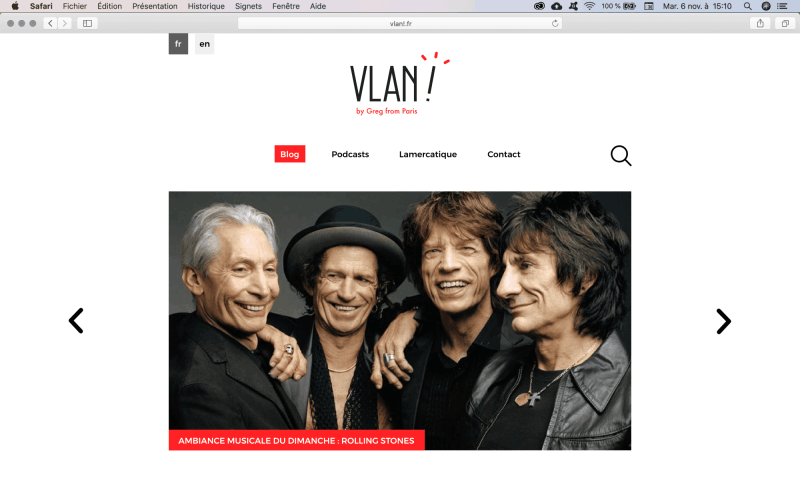 Safari Fichier Édition Présentation Historique Signets Fenêtre Aide 100 % Mar. 6 nov. à 15:10
vlan!.fr
fr en
VLAN !
by Greg from Paris
Blog Podcasts Lamercatique Contact
AMBIANCE MUSICALE DU DIMANCHE : ROLLING STONES